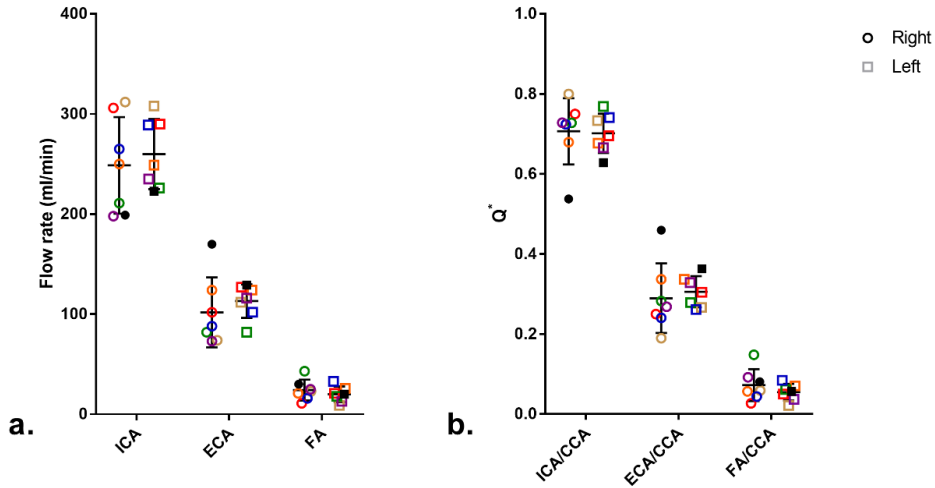 400
300
200
100
0
Flow rate (ml/min)
ICA
ECA
FA
a.
1.0
0.8
0.6
0.4
0.2
0.0
Q*
ICA/CCA
ECA/CCA
FA/CCA
b.
Right
Left